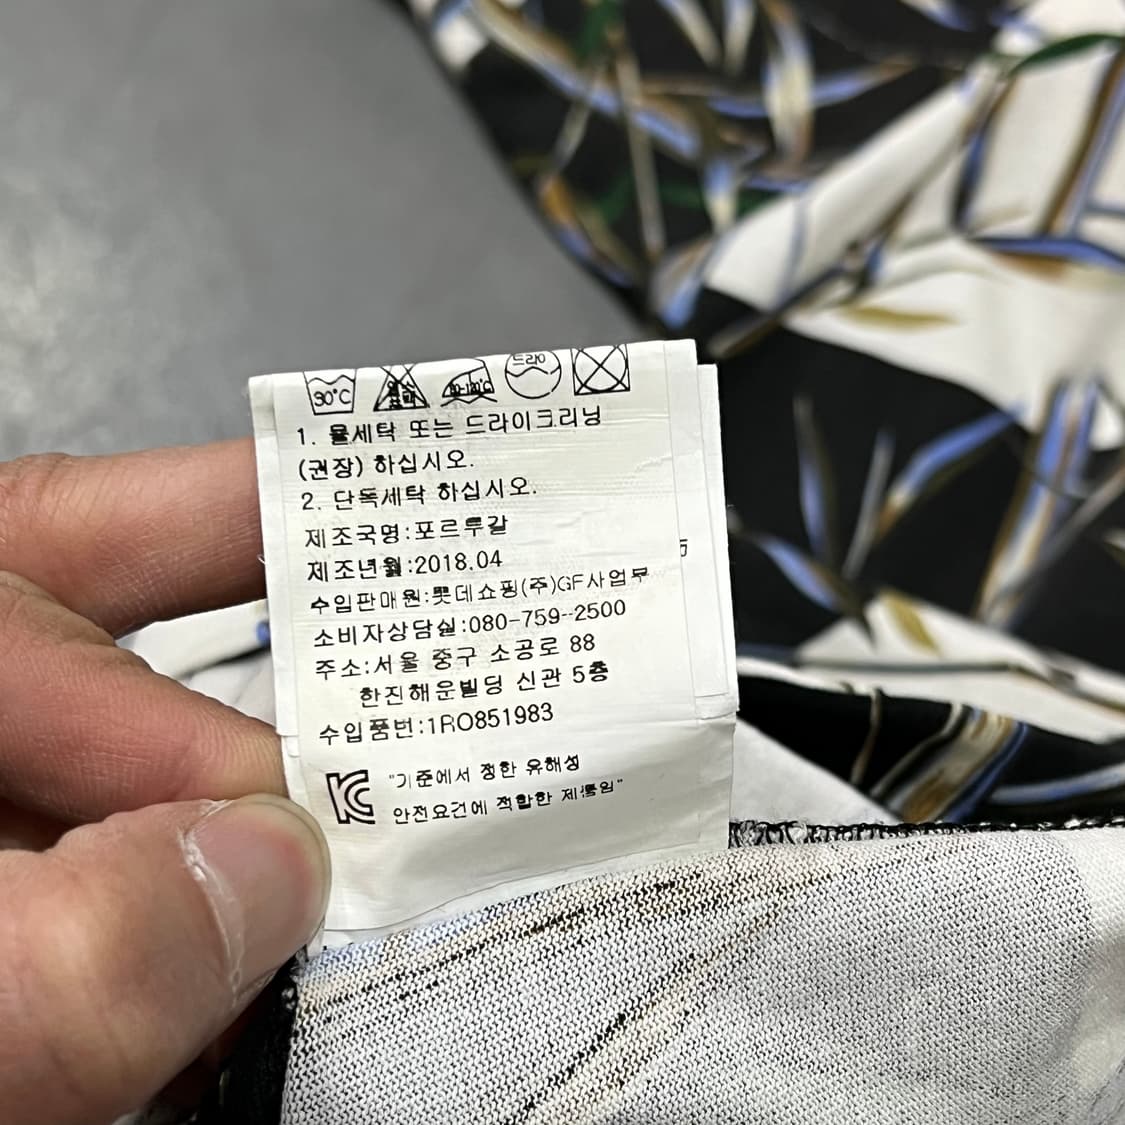 30°C 염소 표백 80-120°C 드라이
1. 물세탁 또는 드라이크리닝
(권장) 하십시오.
2. 단독세탁 하십시오.
제조국명:포르투갈
제조년월:2018.04
수입판매원:롯데쇼핑(주)GF사업부
소비자상담실:080-759-2500
주소:서울 중구 소공로 88
한진해운빌딩 신관 5층
수입품번:1RO851983
"기준에서 정한 유해성
안전요건에 적합한 제품임"